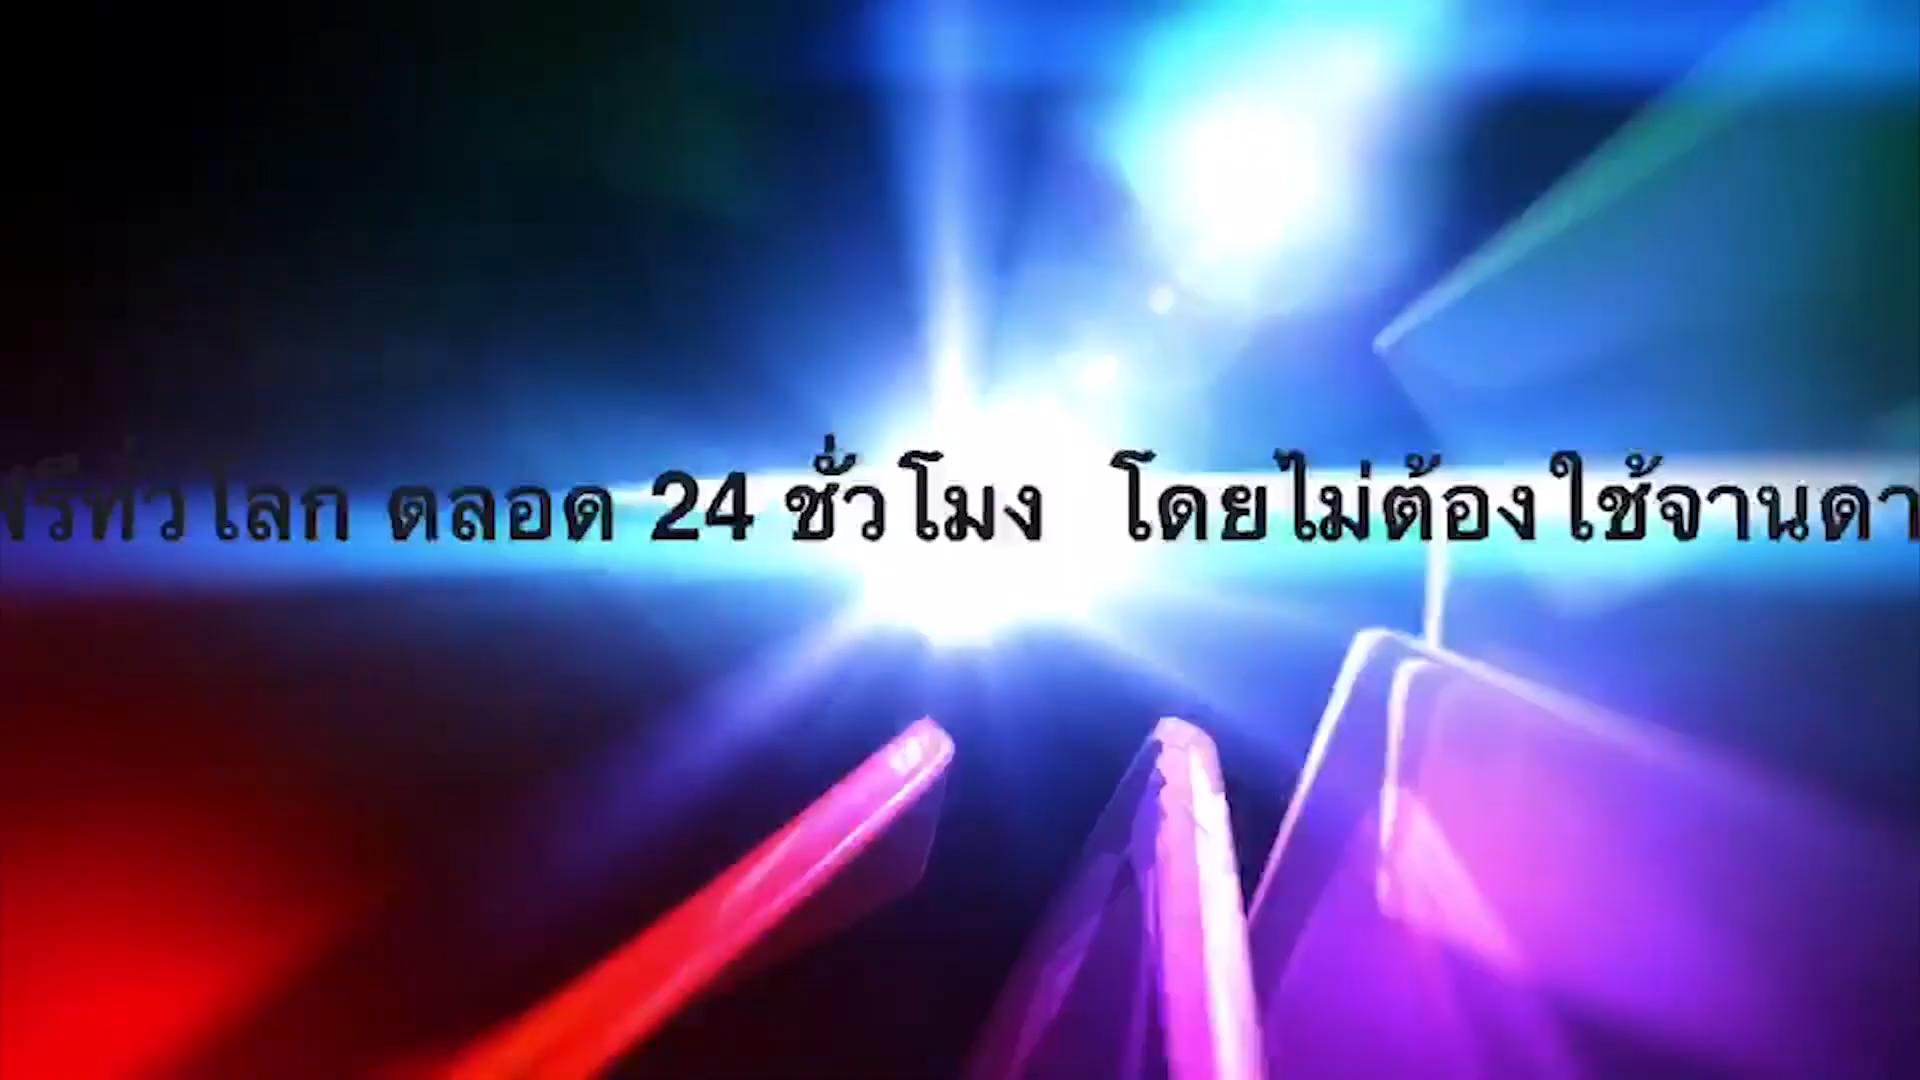 ฟรีทั่วโลก ตลอด 24 ชั่วโมง โดยไม่ต้องใช้จานดา